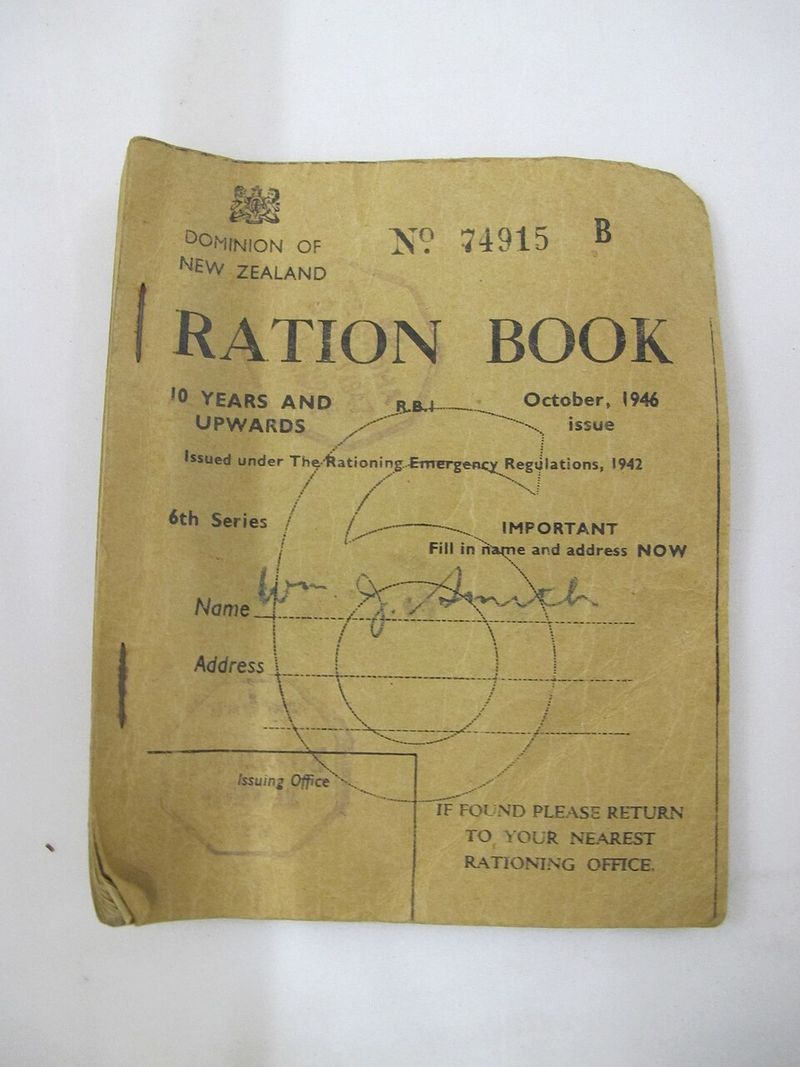 DOMINION OF
NEW ZEALAND
Nº 74915 B
RATION BOOK
10 YEARS AND
UPWARDS
R.B.1
October, 1946
issue
Issued under The Rationing Emergency Regulations, 1942
6th Series
IMPORTANT
Fill in name and address NOW
6
Name Wm. J. Smith
Address
Issuing Office
IF FOUND PLEASE RETURN
TO YOUR NEAREST
RATIONING OFFICE.